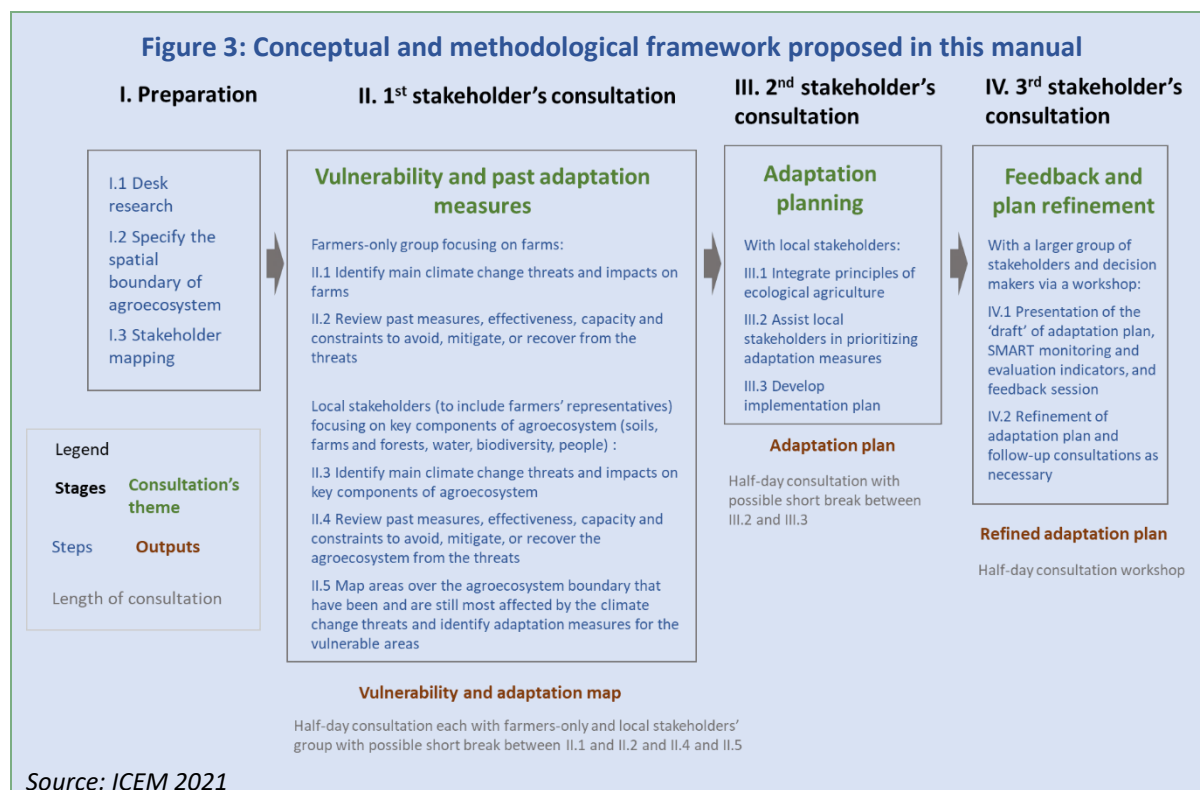 Figure 3: Conceptual and methodological framework proposed in this manual
I. Preparation
I.1 Desk
research
I.2 Specify the
spatial
boundary of
agroecosystem
I.3 Stakeholder
mapping
Legend
Stages
Consultation's
theme
Steps
Outputs
Length of consultation
II. 1st stakeholder's consultation
Vulnerability and past adaptation
measures
Farmers-only group focusing on farms:
II.1 Identify main climate change threats and impacts on
farms
II.2 Review past measures, effectiveness, capacity and
constraints to avoid, mitigate, or recover from the
threats
Local stakeholders (to include farmers' representatives)
focusing on key components of agroecosystem (soils,
farms and forests, water, biodiversity, people) :
II.3 Identify main climate change threats and impacts on
key components of agroecosystem
II.4 Review past measures, effectiveness, capacity and
constraints to avoid, mitigate, or recover the
agroecosystem from the threats
II.5 Map areas over the agroecosystem boundary that
have been and are still most affected by the climate
change threats and identify adaptation measures for the
vulnerable areas
Vulnerability and adaptation map
Half-day consultation each with farmers-only and local stakeholders'
group with possible short break between II.1 and II.2 and II.4 and II.5
III. 2nd stakeholder's
consultation
Adaptation
planning
With local stakeholders:
III.1 Integrate principles of
ecological agriculture
III.2 Assist local
stakeholders in prioritizing
adaptation measures
III.3 Develop
implementation plan
Adaptation plan
Half-day consultation with
possible short break between
III.2 and III.3
IV. 3rd stakeholder's
consultation
Feedback and
plan refinement
With a larger group of
stakeholders and decision
makers via a workshop:
IV.1 Presentation of the
'draft' of adaptation plan,
SMART monitoring and
evaluation indicators, and
feedback session
IV.2 Refinement of
adaptation plan and
follow-up consultations as
necessary
Refined adaptation plan
Half-day consultation workshop
Source: ICEM 2021